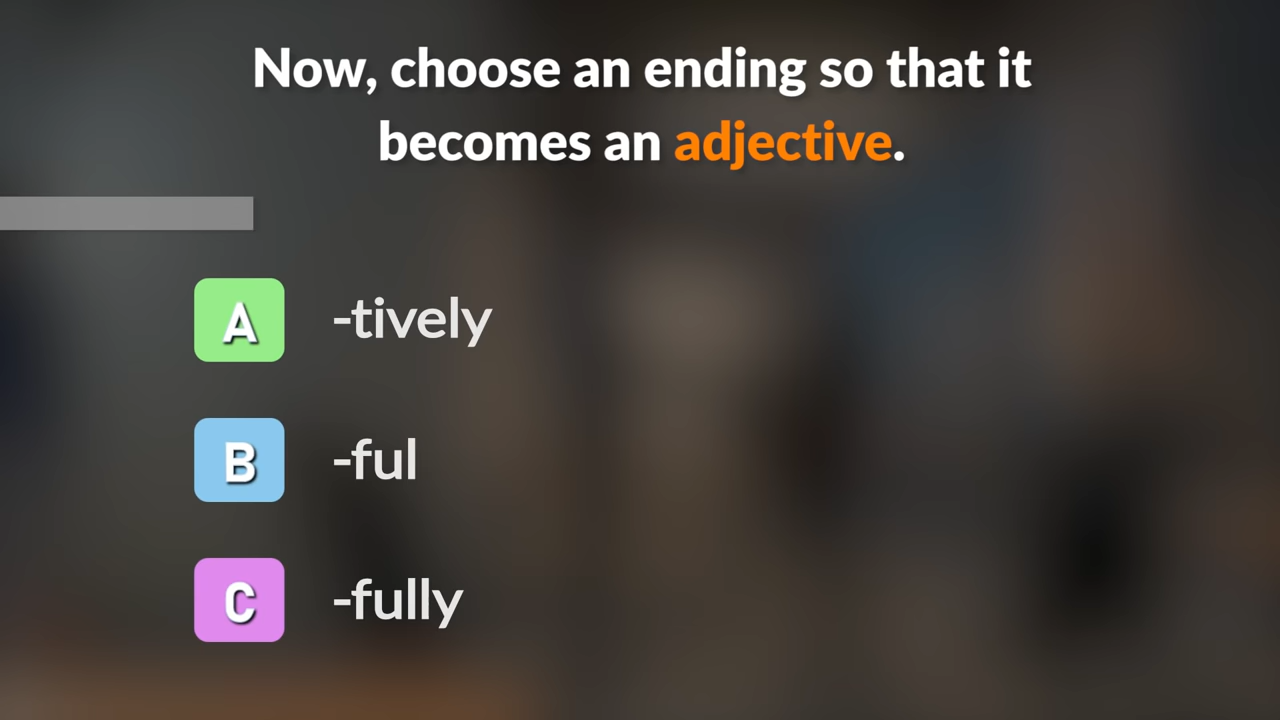 Now, choose an ending so that it
becomes an adjective.
A -tively
B -ful
C -fully